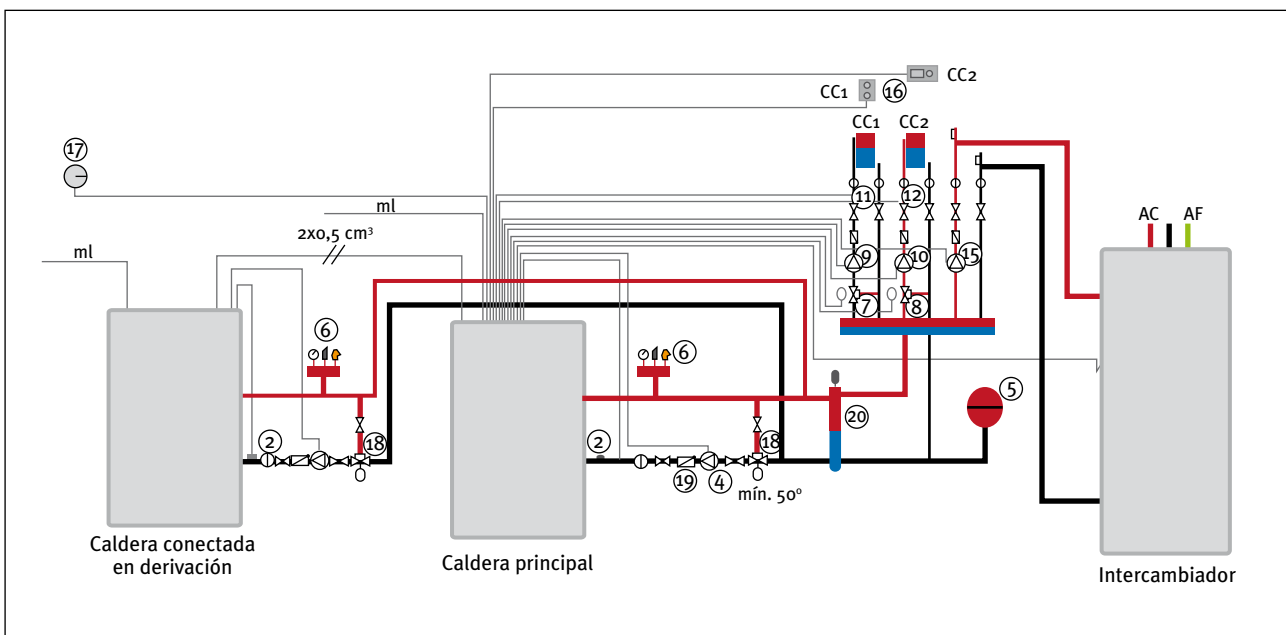 CC2
CC1
16
CC1
CC2
17
ml
11
12
2x0,5 cm³
AC
AF
ml
9
10
15
7
8
6
6
5
20
2
18
2
18
19
4
mín. 50º
Caldera conectada
en derivación
Caldera principal
Intercambiador